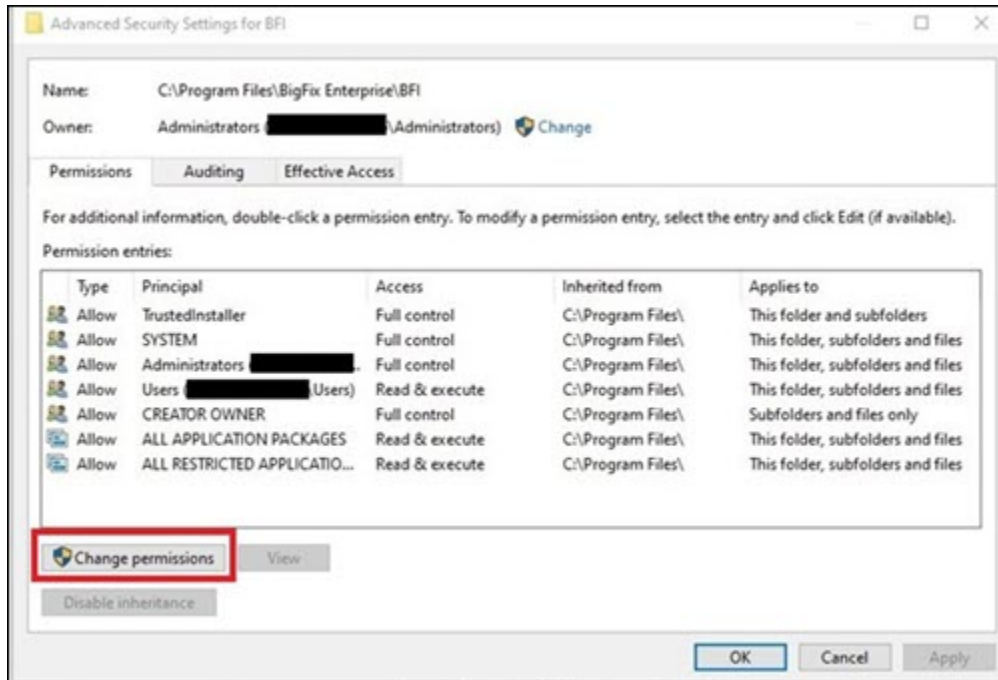 Advanced Security Settings for BFI
Name: C:\Program Files\BigFix Enterprise\BFI
Owner: Administrators ( \Administrators) Change
Permissions Auditing Effective Access
For additional information, double-click a permission entry. To modify a permission entry, select the entry and click Edit (if available).
Permission entries:
Type Principal Access Inherited from Applies to
Allow TrustedInstaller Full control C:\Program Files\ This folder and subfolders
Allow SYSTEM Full control C:\Program Files\ This folder, subfolders and files
Allow Administrators ( ... Full control C:\Program Files\ This folder, subfolders and files
Allow Users ( \Users) Read & execute C:\Program Files\ This folder, subfolders and files
Allow CREATOR OWNER Full control C:\Program Files\ Subfolders and files only
Allow ALL APPLICATION PACKAGES Read & execute C:\Program Files\ This folder, subfolders and files
Allow ALL RESTRICTED APPLICATIO... Read & execute C:\Program Files\ This folder, subfolders and files
Change permissions View
Disable inheritance
OK Cancel Apply